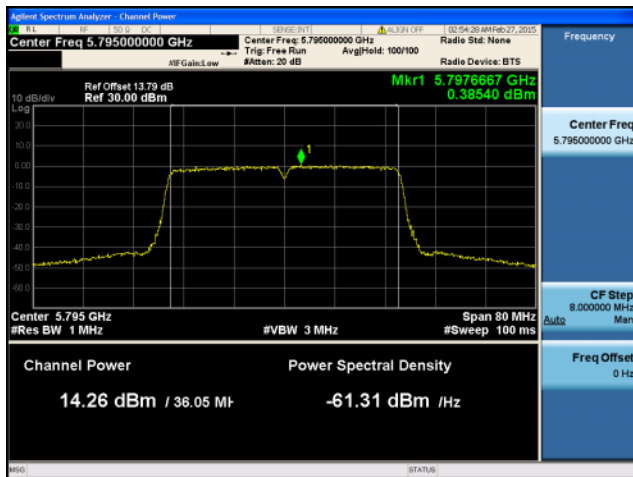 Agilent Spectrum Analyzer - Channel Power
RL RF 50 Ω DC SENSE:INT ALIGN OFF 02:54:28 AM Feb 27, 2015
Center Freq 5.795000000 GHz
Center Freq: 5.795000000 GHz
Radio Std: None
Trig: Free Run Avg|Hold: 100/100
#IFGain:Low #Atten: 20 dB Radio Device: BTS
Frequency
Mkr1 5.7976667 GHz
0.38540 dBm
Ref Offset 13.79 dB
10 dB/div Ref 30.00 dBm
Log
20.0
10.0
0.00
-10.0
-20.0
-30.0
-40.0
-50.0
-60.0
1
Center 5.795 GHz Span 80 MHz
#Res BW 1 MHz #VBW 3 MHz #Sweep 100 ms
Channel Power Power Spectral Density
14.26 dBm / 36.05 MH -61.31 dBm /Hz
Center Freq
5.795000000 GHz
CF Step
8.000000 MHz
Auto Man
Freq Offset
0 Hz
MSG STATUS